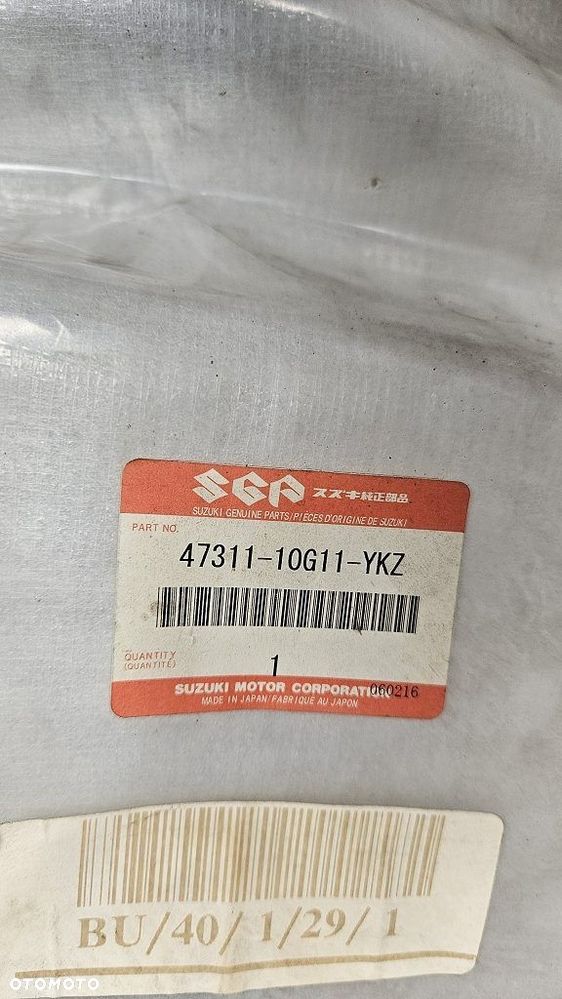 SGP スズキ純正部品
SUZUKI GENUINE PARTS/PIÈCES D'ORIGINE DE SUZUKI
PART NO.
47311-10G11-YKZ
QUANTITY
(QUANTITÉ)
1
SUZUKI MOTOR CORPORATION 060216
MADE IN JAPAN/FABRIQUE AU JAPON
BU/40/1/29/1
OTOMOTO